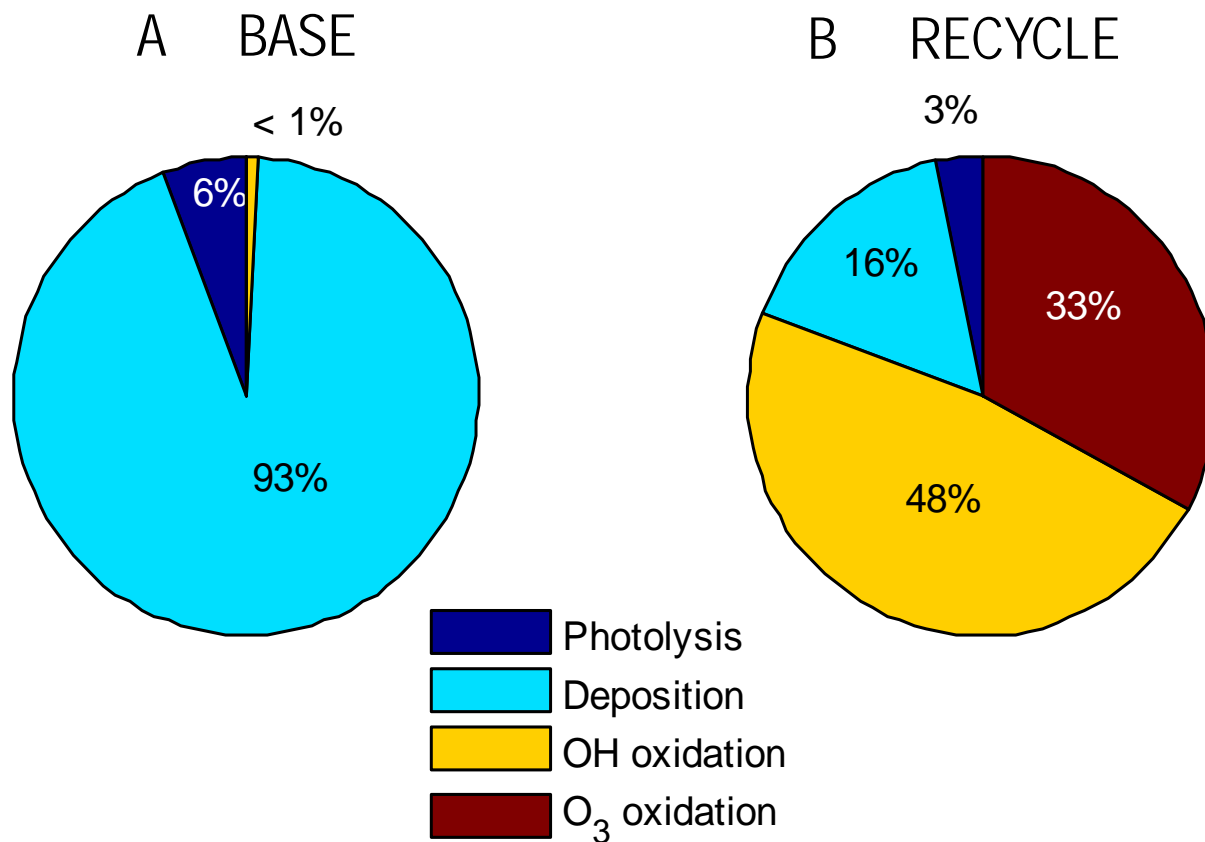 A BASE
B RECYCLE
< 1%
3%
6%
16%
33%
93%
48%
Photolysis
Deposition
OH oxidation
O₃ oxidation